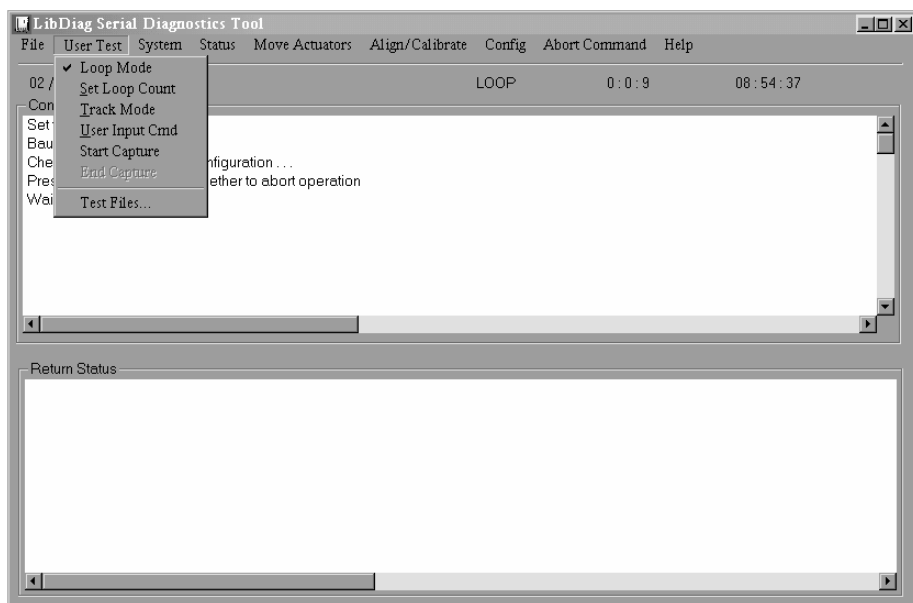 LibDiag Serial Diagnostics Tool
File User Test System Status Move Actuators Align/Calibrate Config Abort Command Help
✓ Loop Mode
Set Loop Count
Track Mode
User Input Cmd
Start Capture
End Capture
Test Files...
02 / LOOP 0 : 0 : 9 08 : 54 : 37
Con
Set
Bau
Che nfiguration . . .
Pres ether to abort operation
Wai
Return Status